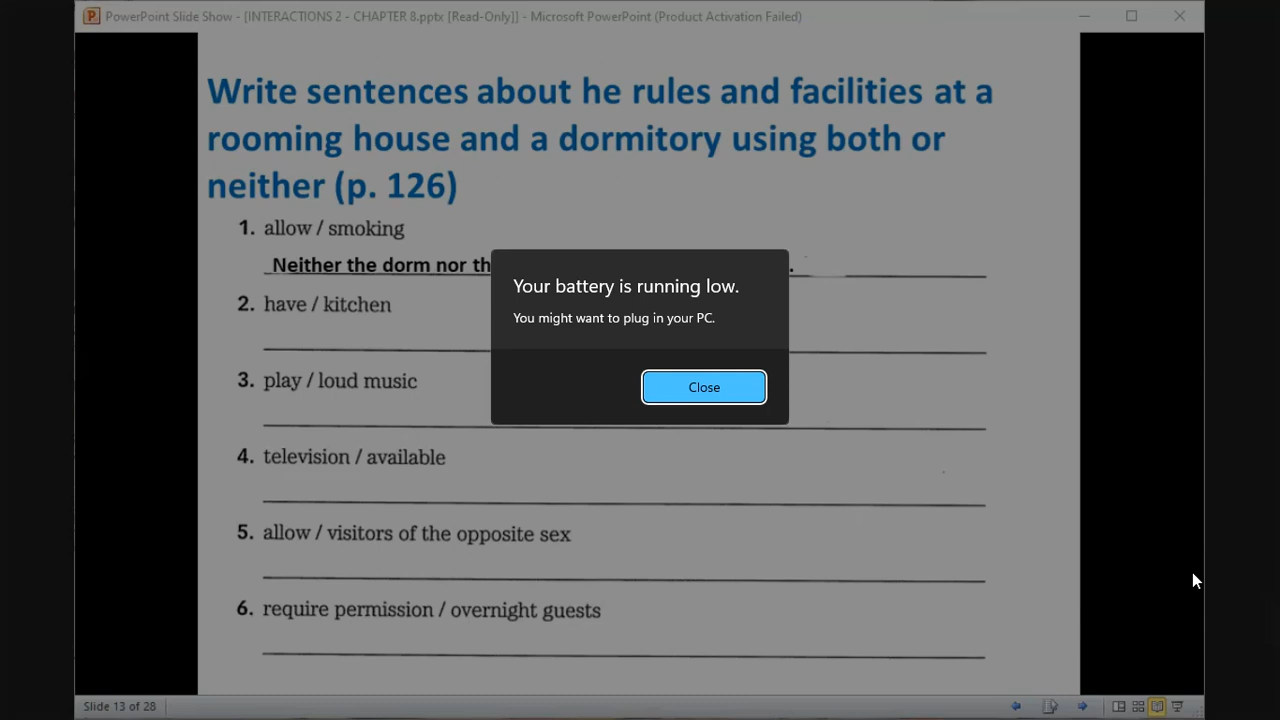 PowerPoint Slide Show - [INTERACTIONS 2 - CHAPTER 8.pptx [Read-Only]] - Microsoft PowerPoint (Product Activation Failed)
Write sentences about he rules and facilities at a
rooming house and a dormitory using both or
neither (p. 126)
1. allow / smoking
Neither the dorm nor th
2. have / kitchen
3. play / loud music
4. television / available
5. allow / visitors of the opposite sex
6. require permission / overnight guests
Your battery is running low.
You might want to plug in your PC.
Close
Slide 13 of 28